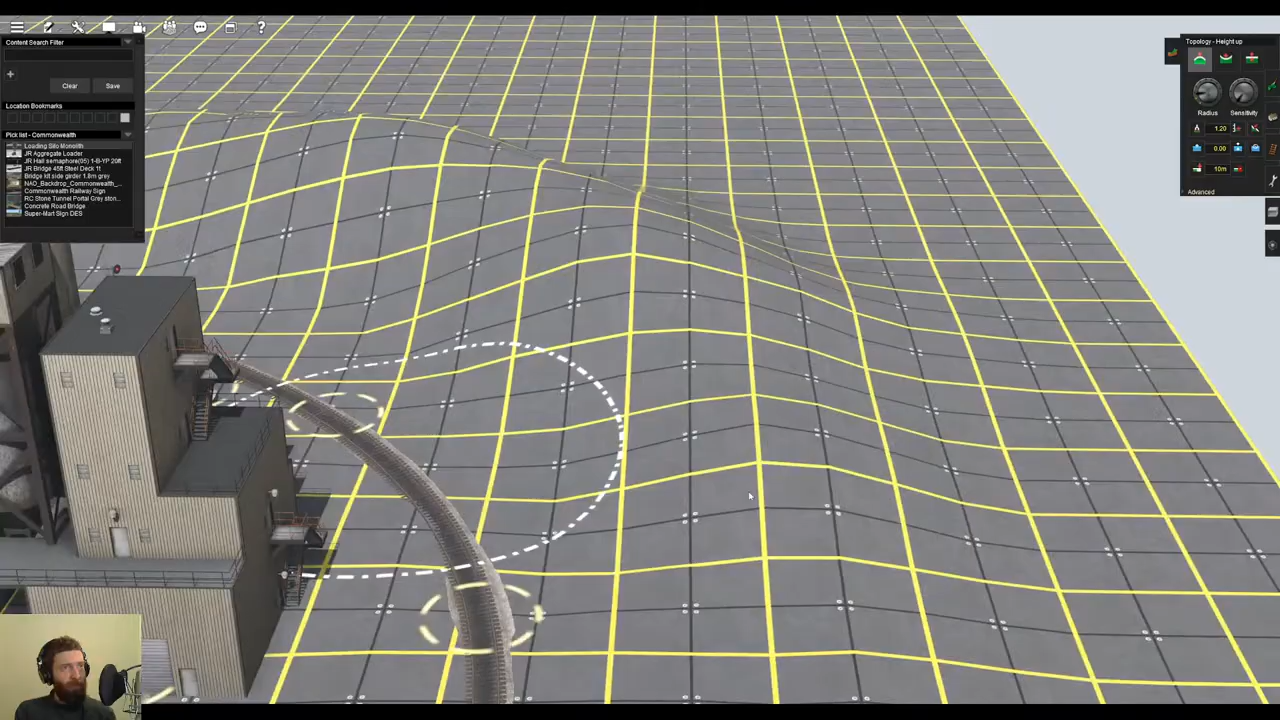 Content Search Filter
Clear
Save
Location Bookmarks
Pick list - Commonwealth
Loading Silo Monolith
JR Aggregate Loader
JR Hall semaphore(05) 1-B-YP 20ft
JR Bridge 45ft Steel Deck 1t
Bridge kit side girder 1.8m grey
NAD_Backdrop_Commonwealth_...
Commonwealth Railway Sign
RC Stone Tunnel Portal Grey ston...
Concrete Road Bridge
Super-Mart Sign DES
Topology - Height up
Radius
Sensitivity
1.20
0.00
10m
Advanced